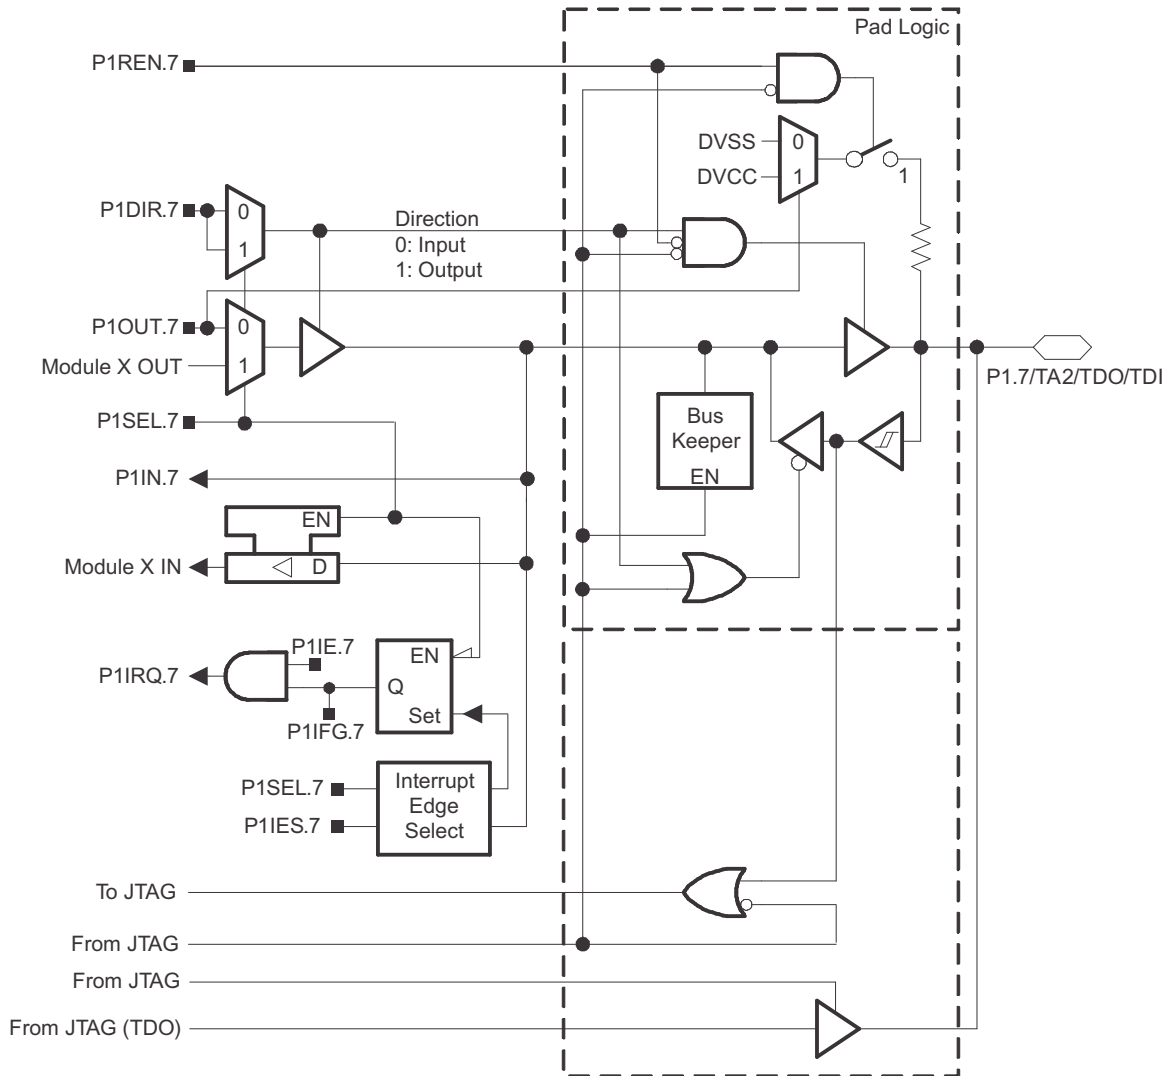 Pad Logic
P1REN.7
DVSS
0
DVCC
1
1
P1DIR.7
0
1
Direction
0: Input
1: Output
P1OUT.7
0
Module X OUT
1
P1.7/TA2/TDO/TDI
P1SEL.7
Bus
Keeper
EN
P1IN.7
EN
Module X IN
D
P1IE.7
EN
P1IRQ.7
Q
Set
P1IFG.7
P1SEL.7
P1IES.7
Interrupt
Edge
Select
To JTAG
From JTAG
From JTAG
From JTAG (TDO)